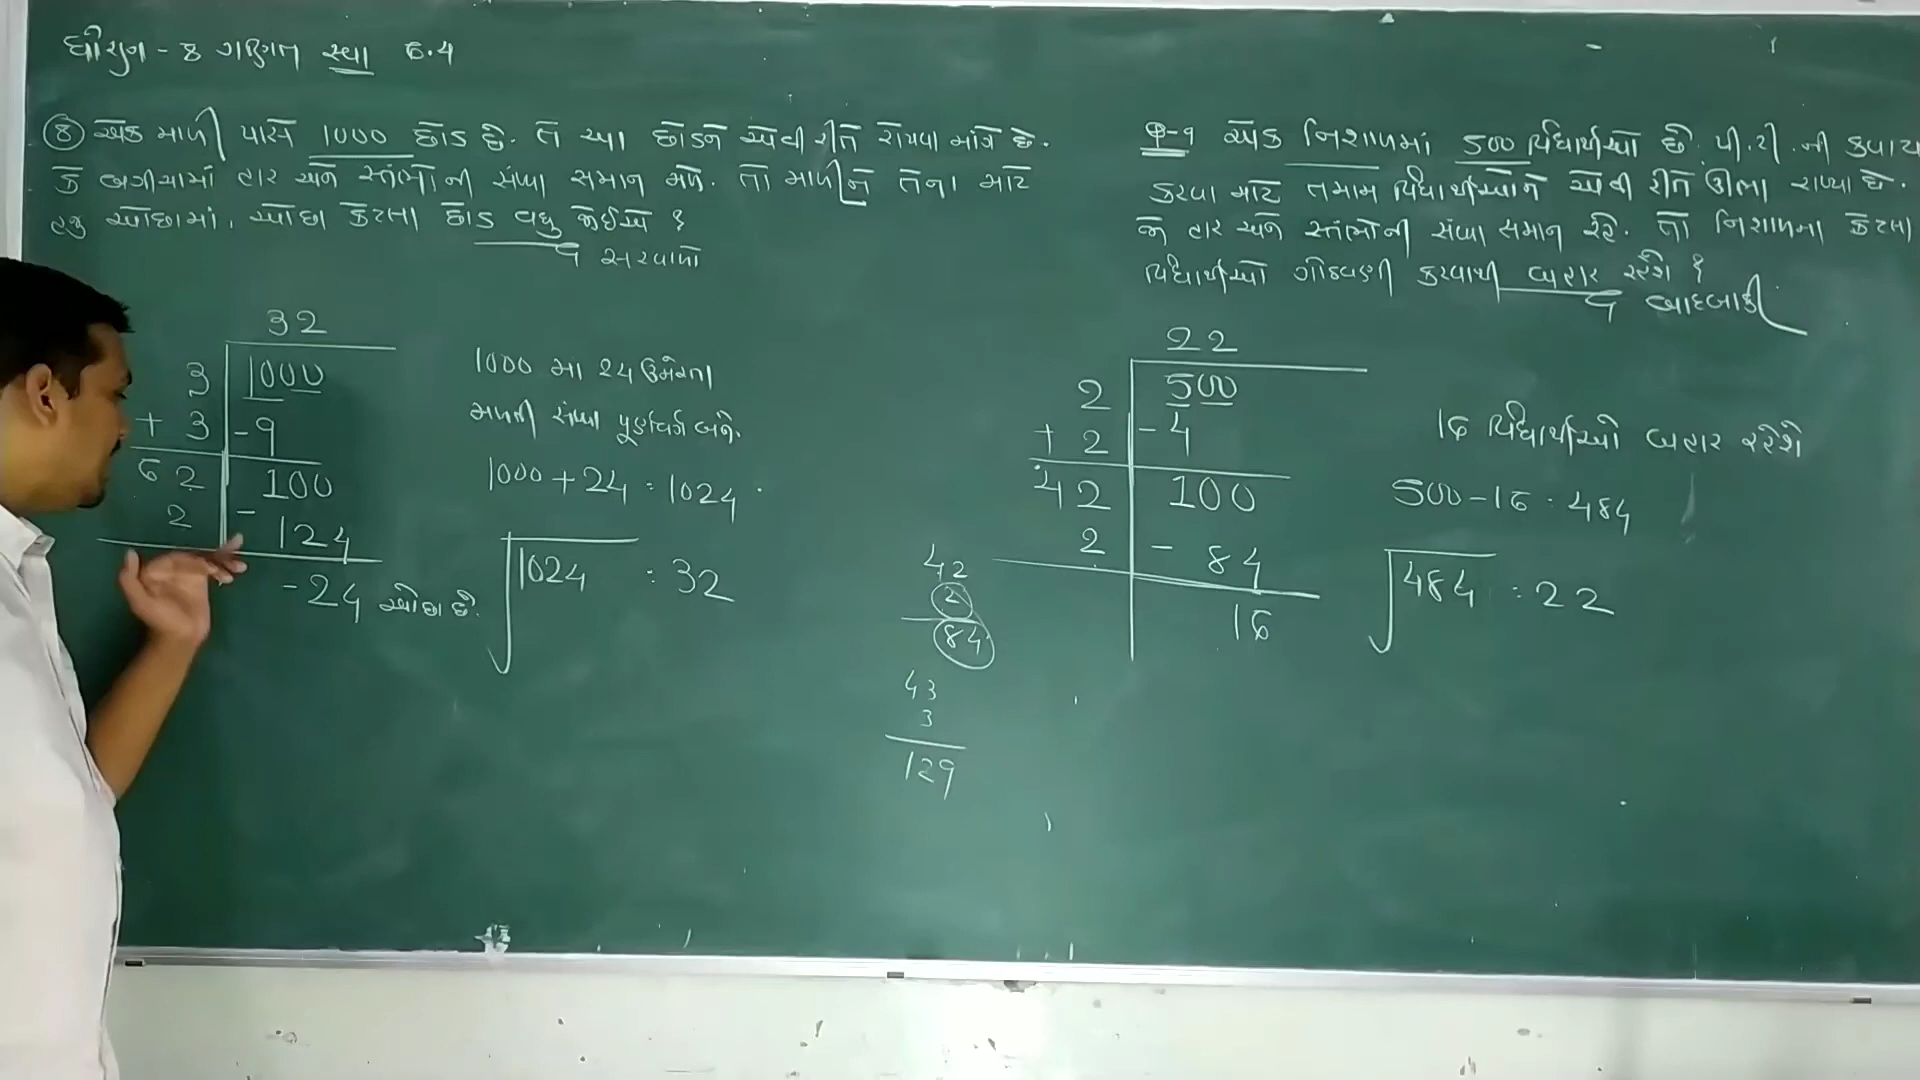 ધોરણ - 8 ગણિત સ્વા 6.4
⑧ એક માળી પાસે 1000 છોડ છે. તે આ છોડને એવી રીતે રોપવા માંગે છે.
કે બગીચામાં હાર અને સ્તંભોની સંખ્યા સમાન મળે. તો માળીને તેના માટે
હજુ ઓછામાં, ઓછા કેટલા છોડ વધુ જોઈએ ?
સરવાળો
32
3 1000
+ 3 -9
62 100
2 - 124
-24 ઓછા છે.
1000 મા 24 ઉમેરતા
મળતી સંખ્યા પૂર્ણવર્ગ બને.
1000 + 24 = 1024
√1024 = 32
42
2
84
43
3
129
Q-9 એક નિશાળમાં 500 વિદ્યાર્થીઓ છે. પી.ટી.ની કવાયત
કરવા માટે તમામ વિદ્યાર્થીઓને એવી રીતે ઊભા રાખ્યા છે.
કે હાર અને સ્તંભોની સંખ્યા સમાન રહે. તો નિશાળના કેટલા
વિદ્યાર્થીઓ ગોઠવણી કરવાથી બહાર રહેશે ?
બાદબાકી
22
2 500
+ 2 - 4
42 100
2 - 84
16
16 વિદ્યાર્થીઓ બહાર રહેશે
500 - 16 = 484
√484 = 22